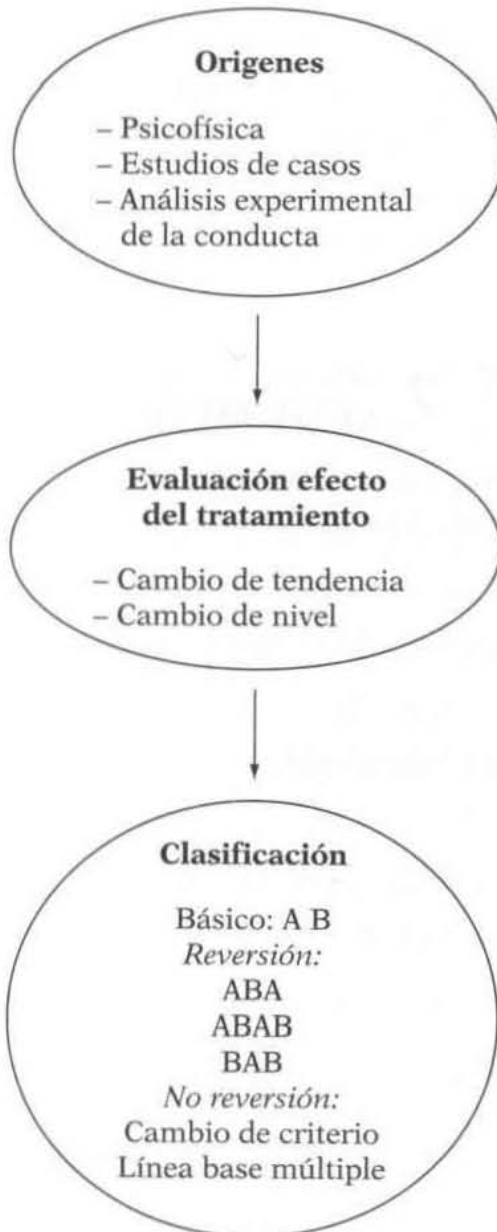 Origenes
– Psicofísica
– Estudios de casos
– Análisis experimental
de la conducta
Evaluación efecto
del tratamiento
– Cambio de tendencia
– Cambio de nivel
Clasificación
Básico: A B
Reversión:
ABA
ABAB
BAB
No reversión:
Cambio de criterio
Línea base múltiple